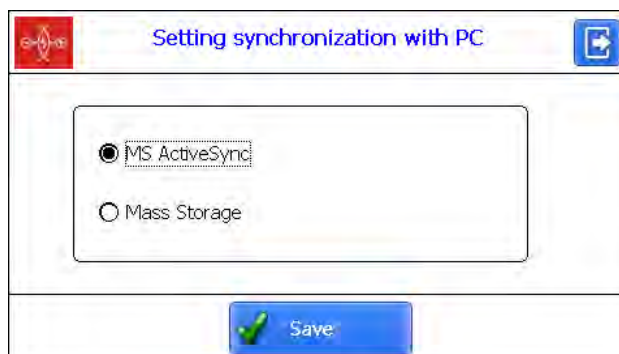 Setting synchronization with PC
MS ActiveSync
Mass Storage
Save